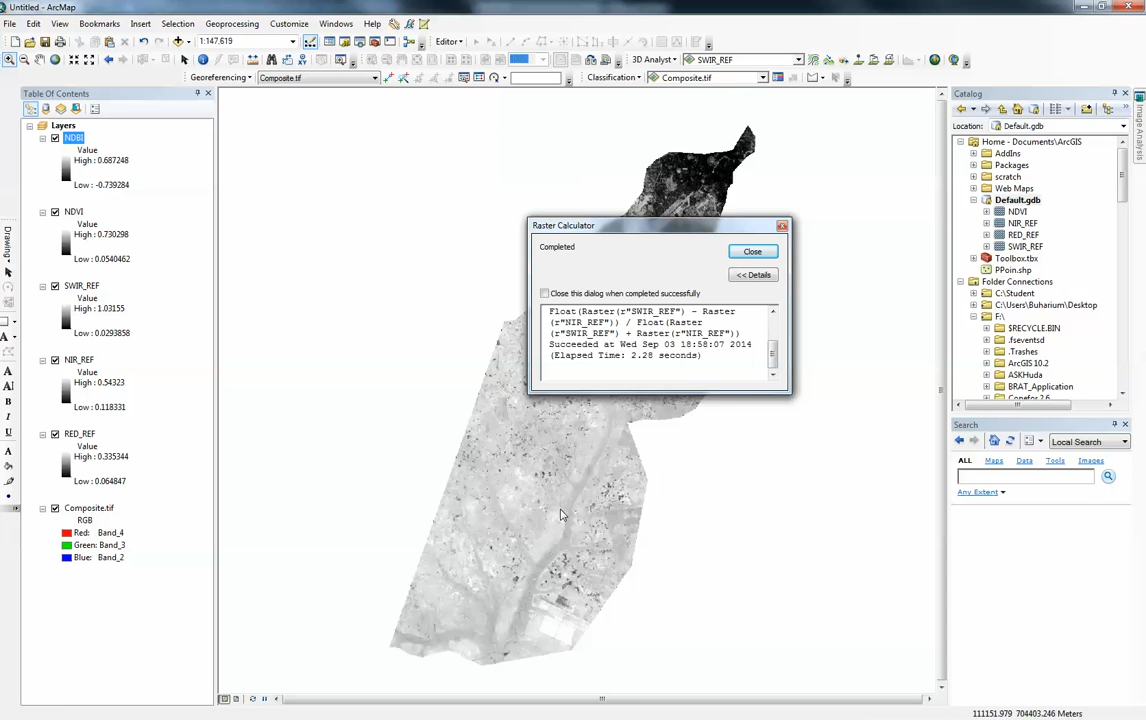 Untitled - ArcMap
File Edit View Bookmarks Insert Selection Geoprocessing Customize Windows Help
1:147.619 Editor
3D Analyst SWIR_REF
Georeferencing Composite.tif Classification Composite.tif
Table Of Contents
Layers
NDBI
Value
High : 0.687248
Low : -0.739284
NDVI
Value
High : 0.730298
Low : 0.0540462
SWIR_REF
Value
High : 1.03155
Low : 0.0293858
NIR_REF
Value
High : 0.54323
Low : 0.118331
RED_REF
Value
High : 0.335344
Low : 0.064847
Composite.tif
RGB
Red: Band_4
Green: Band_3
Blue: Band_2
Drawing
A
A
B
I
U
A
Raster Calculator
Completed
Close
<< Details
Close this dialog when completed successfully
Float(Raster(r"SWIR_REF") - Raster
(r"NIR_REF")) / Float(Raster
(r"SWIR_REF") + Raster(r"NIR_REF"))
Succeeded at Wed Sep 03 18:58:07 2014
(Elapsed Time: 2.28 seconds)
Catalog
Location: Default.gdb
Home - Documents\ArcGIS
AddIns
Packages
scratch
Web Maps
Default.gdb
NDVI
NIR_REF
RED_REF
SWIR_REF
Toolbox.tbx
PPoin.shp
Folder Connections
C:\Student
C:\Users\Buharium\Desktop
F:\
$RECYCLE.BIN
.fseventsd
.Trashes
ArcGIS 10.2
ASKHuda
BRAT_Application
Conefor 2.6
Search
Local Search
ALL Maps Data Tools Images
Any Extent
Image Analysis
111151.979 704403.246 Meters